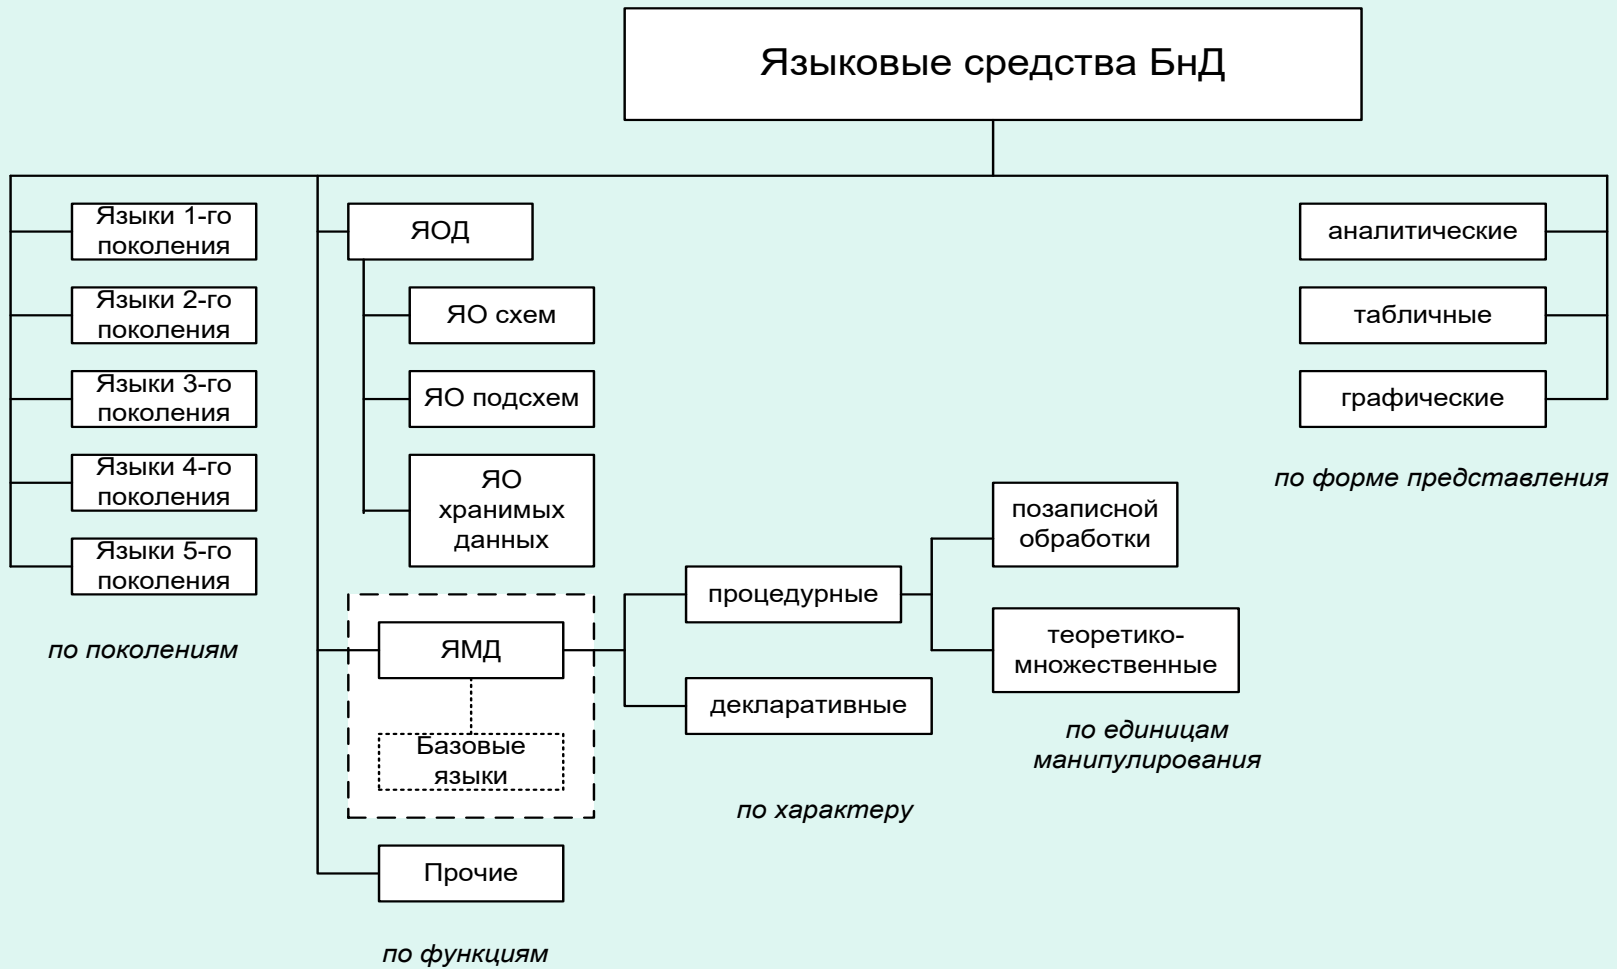 Языковые средства БнД
Языки 1-го
поколения
Языки 2-го
поколения
Языки 3-го
поколения
Языки 4-го
поколения
Языки 5-го
поколения
по поколениям
ЯОД
ЯО схем
ЯО подсхем
ЯО
хранимых
данных
ЯМД
Базовые
языки
Прочие
по функциям
процедурные
декларативные
по характеру
позаписной
обработки
теоретико-
множественные
по единицам
манипулирования
аналитические
табличные
графические
по форме представления